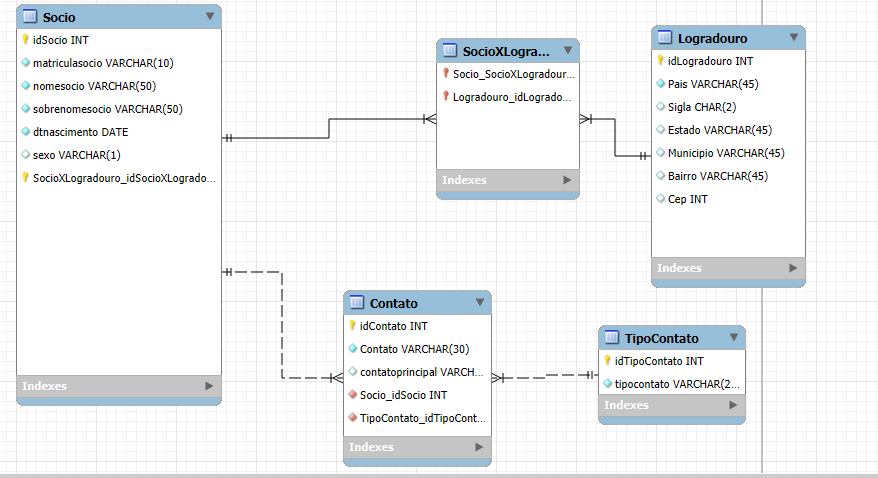 Socio
idSocio INT
matriculasocio VARCHAR(10)
nomesocio VARCHAR(50)
sobrenomesocio VARCHAR(50)
dtnascimento DATE
sexo VARCHAR(1)
SocioXLogradouro_idSocioXLogrado...
Indexes
SocioXLogra...
Socio_SocioXLogradour...
Logradouro_idLogrado...
Indexes
Logradouro
idLogradouro INT
Pais VARCHAR(45)
Sigla CHAR(2)
Estado VARCHAR(45)
Municipio VARCHAR(45)
Bairro VARCHAR(45)
Cep INT
Indexes
Contato
idContato INT
Contato VARCHAR(30)
contatoprincipal VARCH...
Socio_idSocio INT
TipoContato_idTipoCont...
Indexes
TipoContato
idTipoContato INT
tipocontato VARCHAR(2...
Indexes